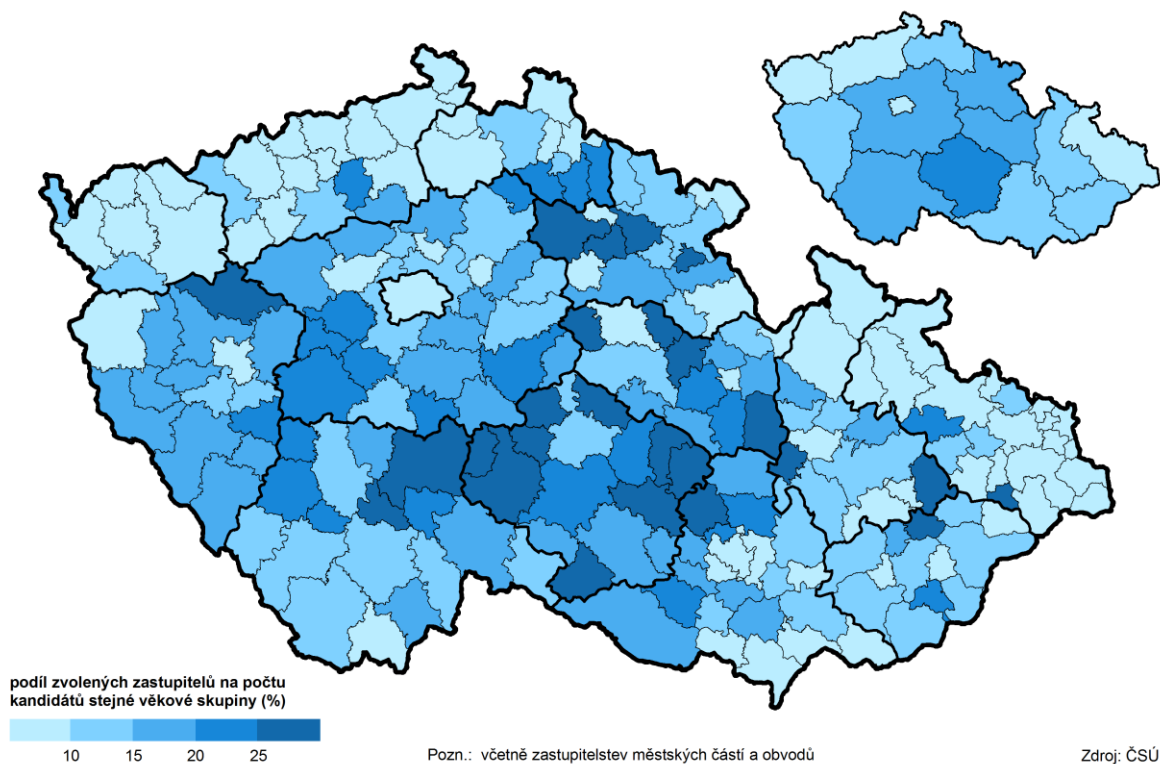 podíl zvolených zastupitelů na počtu
kandidátů stejné věkové skupiny (%)
10 15 20 25
Pozn.: včetně zastupitelstev městských částí a obvodů
Zdroj: ČSÚ